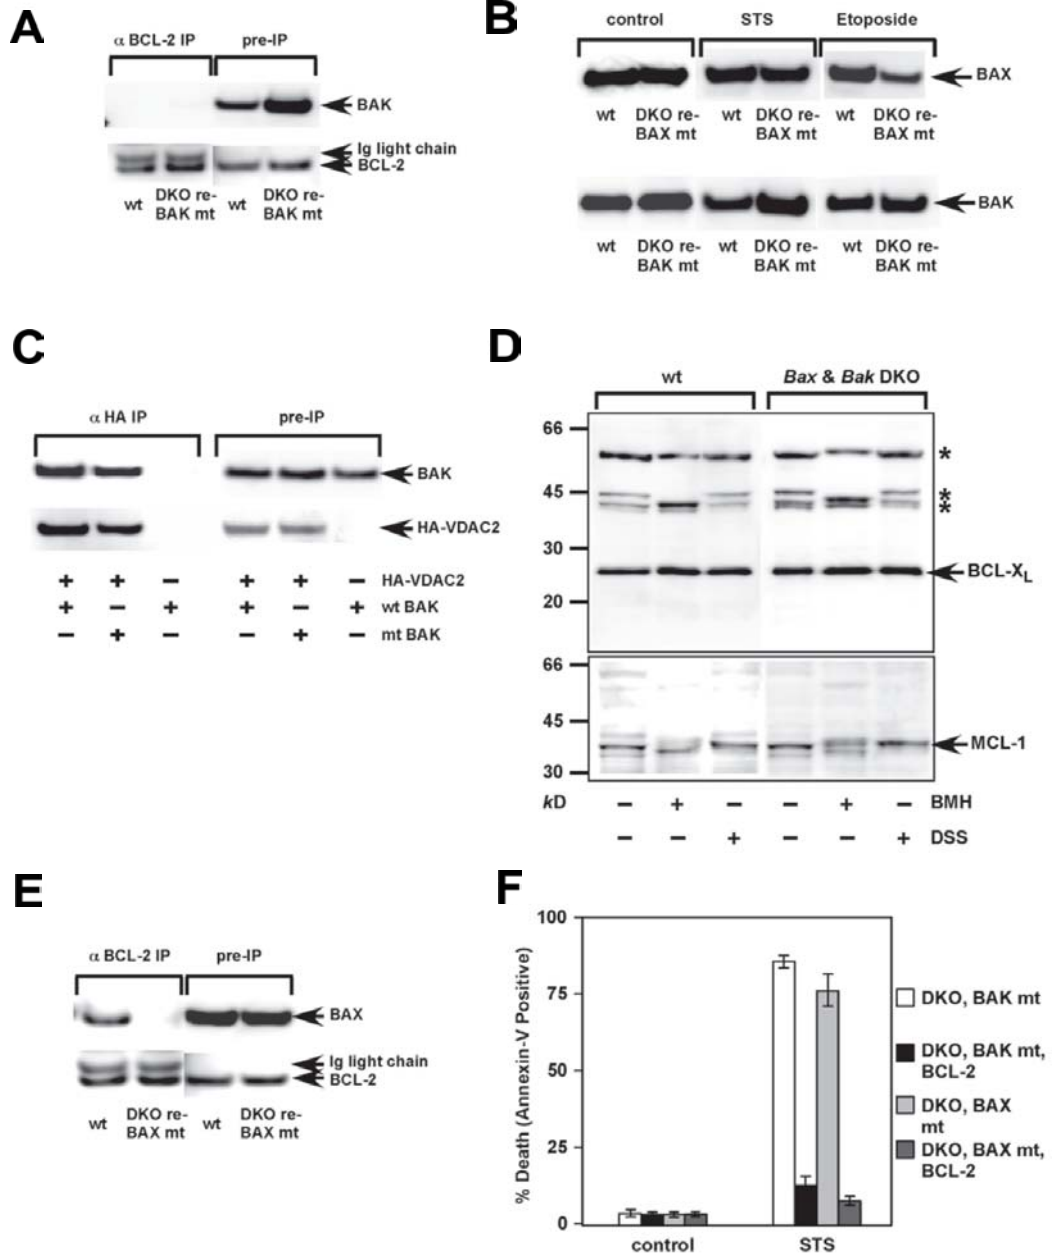 A
α BCL-2 IP pre-IP
BAK
Ig light chain
BCL-2
wt DKO re-BAK mt wt DKO re-BAK mt
B
control STS Etoposide
BAX
wt DKO re-BAX mt wt DKO re-BAX mt wt DKO re-BAX mt
BAK
wt DKO re-BAK mt wt DKO re-BAK mt wt DKO re-BAK mt
C
α HA IP pre-IP
BAK
HA-VDAC2
+ + − + + − HA-VDAC2
+ − + + − + wt BAK
− + − − + − mt BAK
D
wt Bax & Bak DKO
66
*
45
*
*
30
BCL-XL
20
66
45
MCL-1
30
kD − + − − + − BMH
− − + − − + DSS
E
α BCL-2 IP pre-IP
BAX
Ig light chain
BCL-2
wt DKO re-BAX mt wt DKO re-BAX mt
F
% Death (Annexin-V Positive)
100
75
50
25
0
control STS
DKO, BAK mt
DKO, BAK mt,
BCL-2
DKO, BAX
mt
DKO, BAX mt,
BCL-2